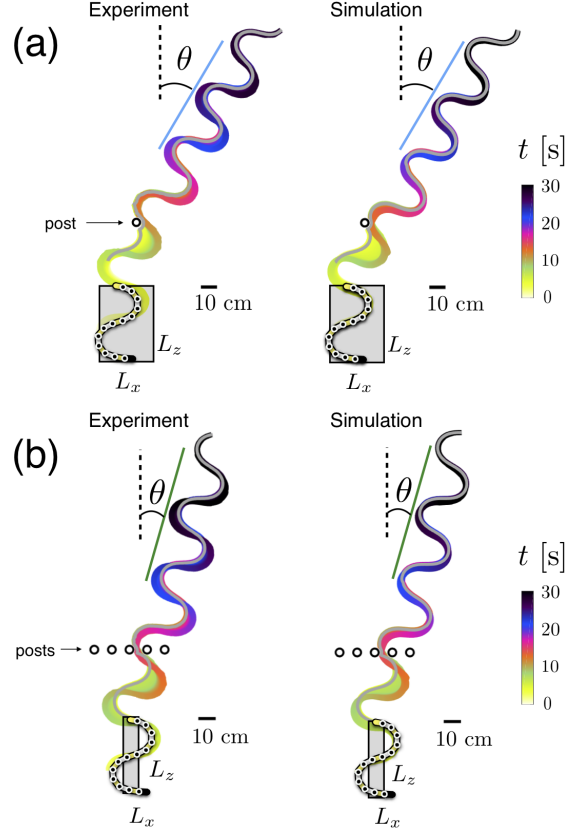 Experiment
Simulation
(a)
θ
θ
t [s]
30
20
10
0
post
10 cm
10 cm
L_z
L_z
L_x
L_x
Experiment
Simulation
(b)
θ
θ
t [s]
30
20
10
0
posts
10 cm
10 cm
L_z
L_z
L_x
L_x